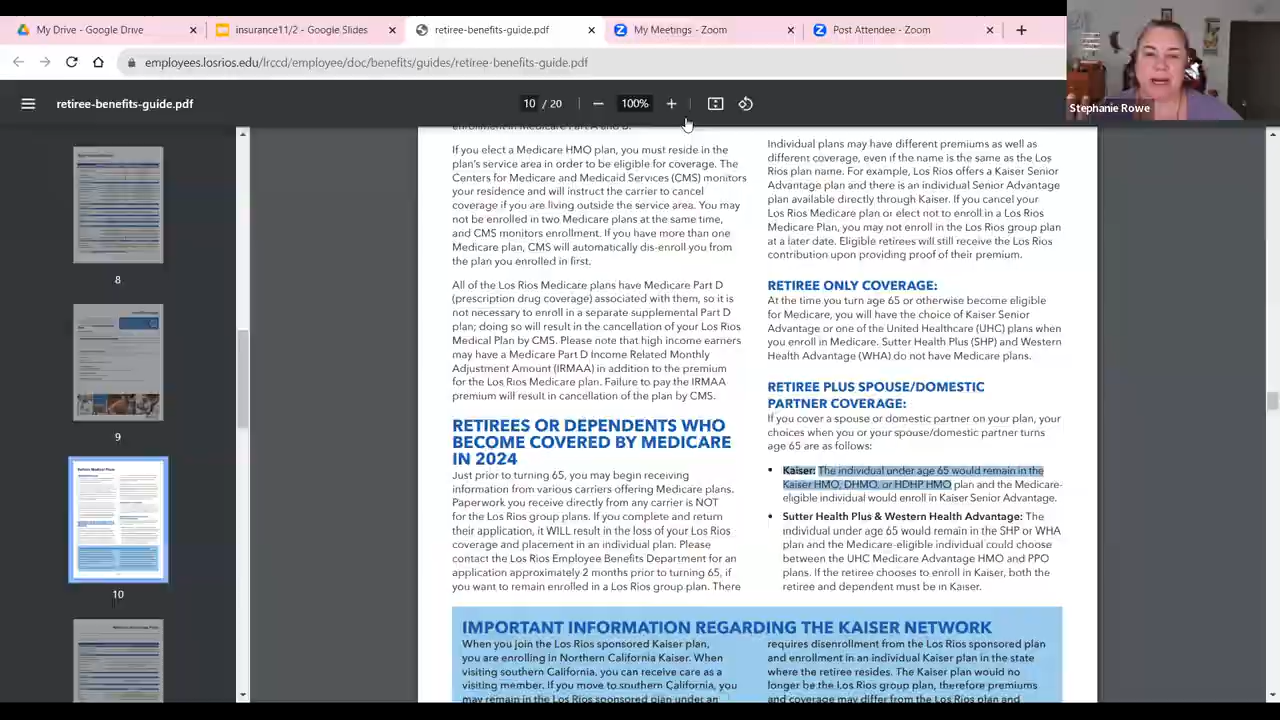 My Drive - Google Drive
insurance11/2 - Google Slides
retiree-benefits-guide.pdf
My Meetings - Zoom
Post Attendee - Zoom
employees.losrios.edu/lrccd/employee/doc/benefits/guides/retiree-benefits-guide.pdf
Stephanie Rowe
retiree-benefits-guide.pdf
10 / 20
100%
8
9
10
enrollment in Medicare Part A and B.
If you elect a Medicare HMO plan, you must reside in the
plan's service area in order to be eligible for coverage. The
Centers for Medicare and Medicaid Services (CMS) monitors
your residence and will instruct the carrier to cancel
coverage if you are living outside the service area. You may
not be enrolled in two Medicare plans at the same time,
and CMS monitors enrollment. If you have more than one
Medicare plan, CMS will automatically dis-enroll you from
the plan you enrolled in first.
All of the Los Rios Medicare plans have Medicare Part D
(prescription drug coverage) associated with them, so it is
not necessary to enroll in a separate supplemental Part D
plan; doing so will result in the cancellation of your Los Rios
Medical Plan by CMS. Please note that high income earners
may have a Medicare Part D Income Related Monthly
Adjustment Amount (IRMAA) in addition to the premium
for the Los Rios Medicare plan. Failure to pay the IRMAA
premium will result in cancellation of the plan by CMS.
RETIREES OR DEPENDENTS WHO
BECOME COVERED BY MEDICARE
IN 2024
Just prior to turning 65, you may begin receiving
information from various carriers offering Medicare plans.
Paperwork you receive directly from any carrier is NOT
for the Los Rios group plans. If you complete and return
their application, it WILL result in the loss of your Los Rios
coverage and placement in an individual plan. Please
contact the Los Rios Employee Benefits Department for an
application approximately 2 months prior to turning 65, if
you want to remain enrolled in a Los Rios group plan. There
Individual plans may have different premiums as well as
different coverage, even if the name is the same as the Los
Rios plan name. For example, Los Rios offers a Kaiser Senior
Advantage plan and there is an individual Senior Advantage
plan available directly through Kaiser. If you cancel your
Los Rios Medicare plan or elect not to enroll in a Los Rios
Medicare Plan, you may not enroll in the Los Rios group plan
at a later date. Eligible retirees will still receive the Los Rios
contribution upon providing proof of their premium.
RETIREE ONLY COVERAGE:
At the time you turn age 65 or otherwise become eligible
for Medicare, you will have the choice of Kaiser Senior
Advantage or one of the United Healthcare (UHC) plans when
you enroll in Medicare. Sutter Health Plus (SHP) and Western
Health Advantage (WHA) do not have Medicare plans.
RETIREE PLUS SPOUSE/DOMESTIC
PARTNER COVERAGE:
If you cover a spouse or domestic partner on your plan, your
choices when you or your spouse/domestic partner turns
age 65 are as follows:
• Kaiser: The individual under age 65 would remain in the
Kaiser HMO, DHMO, or HDHP HMO plan and the Medicare-
eligible individual would enroll in Kaiser Senior Advantage.
• Sutter Health Plus & Western Health Advantage: The
individual under age 65 would remain in the SHP or WHA
plan and the Medicare-eligible individual could choose
between the UHC Medicare Advantage HMO and PPO
plans. If the retiree chooses to enroll in Kaiser, both the
retiree and dependent must be in Kaiser.
IMPORTANT INFORMATION REGARDING THE KAISER NETWORK
When you join the Los Rios sponsored Kaiser plan,
you are enrolling in Northern California Kaiser. When
visiting southern California, you can receive care as a
visiting member. If you move to southern California, you
may remain in the Los Rios sponsored plan under an
requires disenrollment from the Los Rios sponsored plan
and enrollment in an individual Kaiser plan in the state
where the retiree resides. The Kaiser plan would no
longer be the Los Rios group plan, therefore premiums
and coverage may differ from the Los Rios plan and